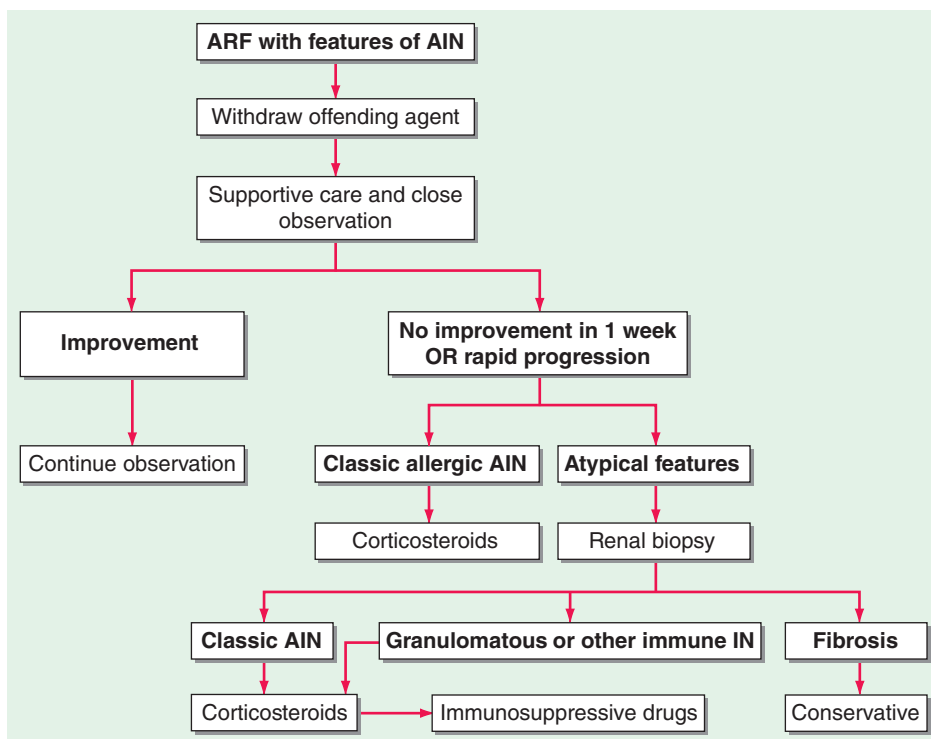 ARF with features of AIN
Withdraw offending agent
Supportive care and close
observation
Improvement
No improvement in 1 week
OR rapid progression
Continue observation
Classic allergic AIN
Atypical features
Corticosteroids
Renal biopsy
Classic AIN
Granulomatous or other immune IN
Fibrosis
Corticosteroids
Immunosuppressive drugs
Conservative